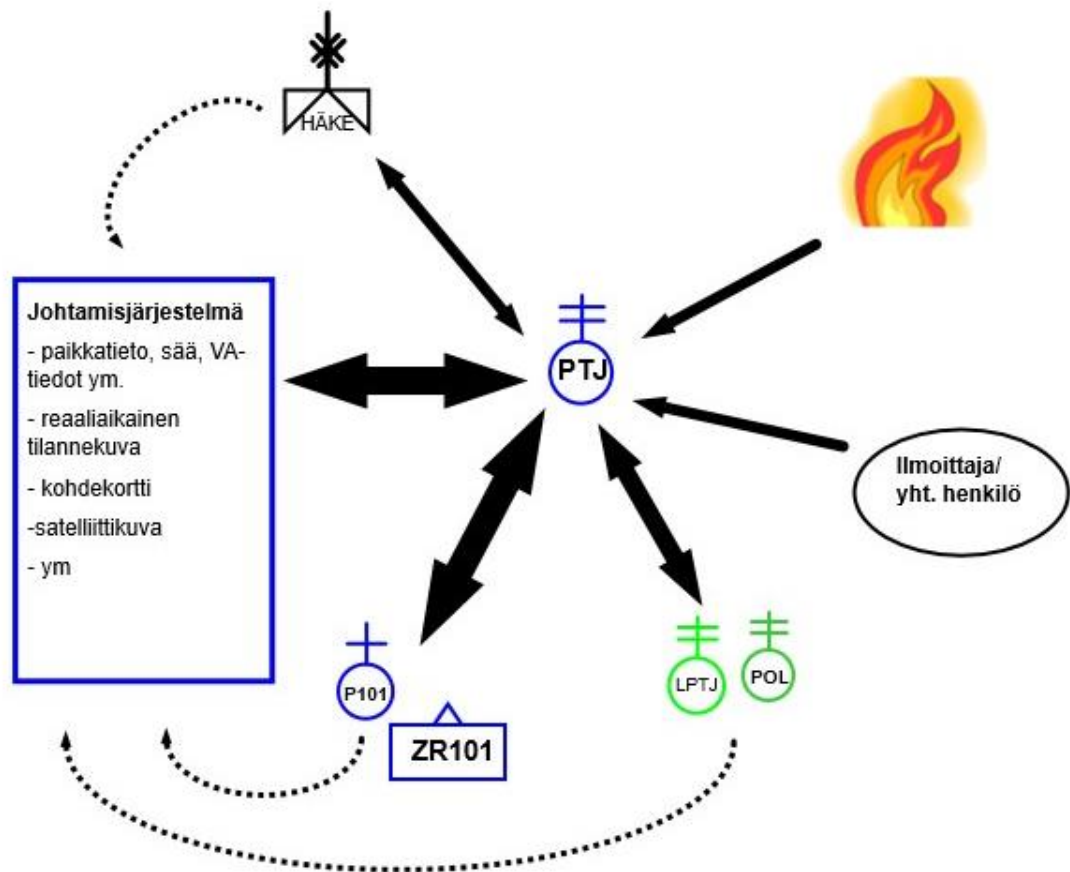 HÄKE
Johtamisjärjestelmä
- paikkatieto, sää, VA-
tiedot ym.
- reaaliaikainen
tilannekuva
- kohdekortti
-satelliittikuva
- ym
PTJ
Ilmoittaja/
yht. henkilö
P101
ZR101
LPTJ
POL